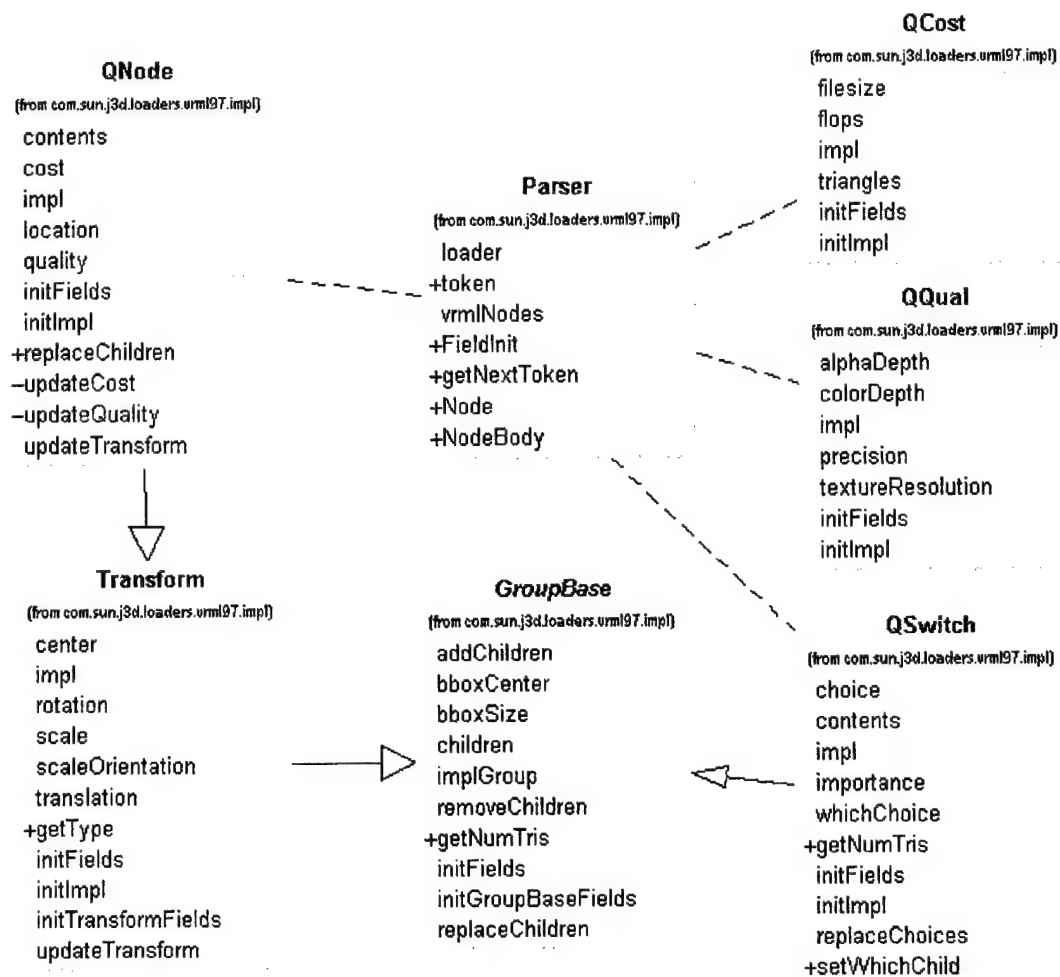 QNode
(from com.sun.j3d.loaders.vrml97.impl)
contents
cost
impl
location
quality
initFields
initImpl
+replaceChildren
–updateCost
–updateQuality
updateTransform
Parser
(from com.sun.j3d.loaders.vrml97.impl)
loader
+token
vrmlNodes
+FieldInit
+getNextToken
+Node
+NodeBody
QCost
(from com.sun.j3d.loaders.vrml97.impl)
filesize
flops
impl
triangles
initFields
initImpl
QQual
(from com.sun.j3d.loaders.vrml97.impl)
alphaDepth
colorDepth
impl
precision
textureResolution
initFields
initImpl
Transform
(from com.sun.j3d.loaders.vrml97.impl)
center
impl
rotation
scale
scaleOrientation
translation
+getType
initFields
initImpl
initTransformFields
updateTransform
GroupBase
(from com.sun.j3d.loaders.vrml97.impl)
addChildren
bboxCenter
bboxSize
children
implGroup
removeChildren
+getNumTris
initFields
initGroupBaseFields
replaceChildren
QSwitch
(from com.sun.j3d.loaders.vrml97.impl)
choice
contents
impl
importance
whichChoice
+getNumTris
initFields
initImpl
replaceChoices
+setWhichChild